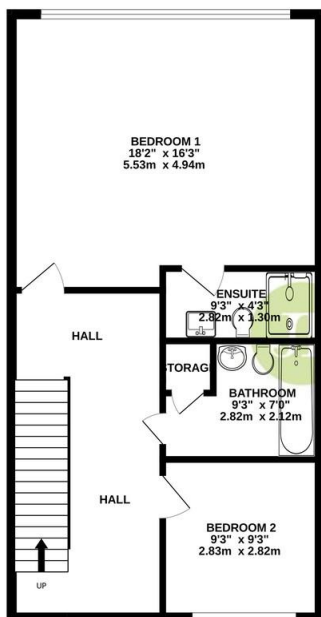 BEDROOM 1
18'2" x 16'3"
5.53m x 4.94m
ENSUITE
9'3" x 4'3"
2.82m x 1.30m
HALL
STORAGE
BATHROOM
9'3" x 7'0"
2.82m x 2.12m
HALL
BEDROOM 2
9'3" x 9'3"
2.83m x 2.82m
UP